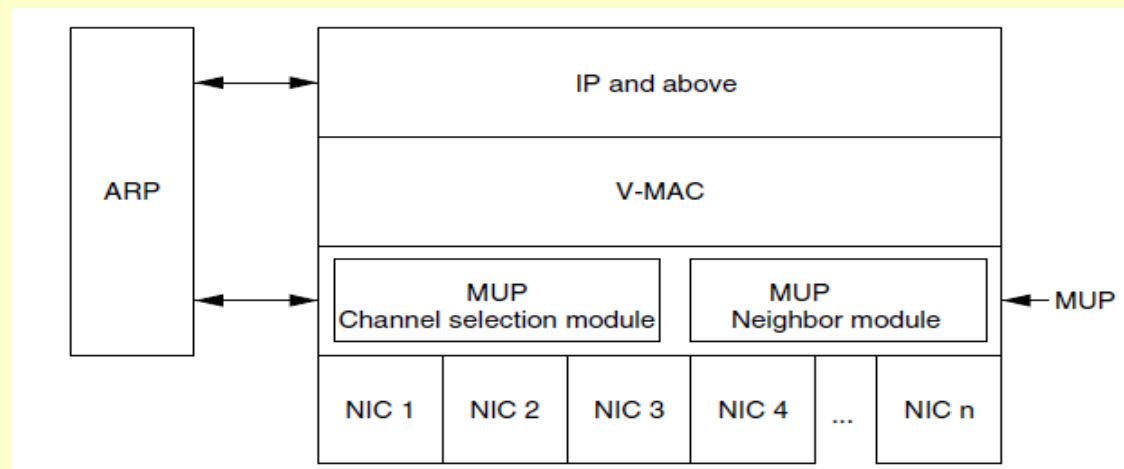 IP and above
ARP
V-MAC
MUP
Channel selection module
MUP
Neighbor module
MUP
NIC 1
NIC 2
NIC 3
NIC 4
...
NIC n